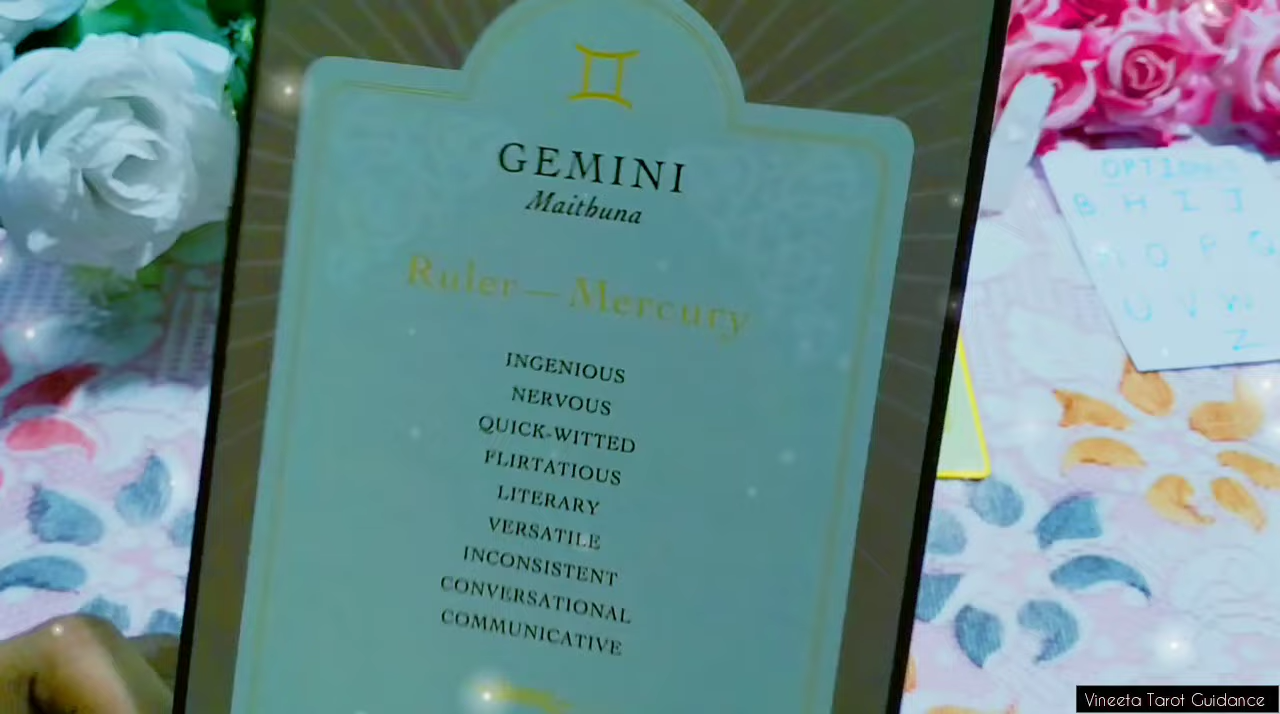 GEMINI
Maithuna
Ruler — Mercury
INGENIOUS
NERVOUS
QUICK-WITTED
FLIRTATIOUS
LITERARY
VERSATILE
INCONSISTENT
CONVERSATIONAL
COMMUNICATIVE
B H I J
O P Q
U V W
Z
Vineeta Tarot Guidance